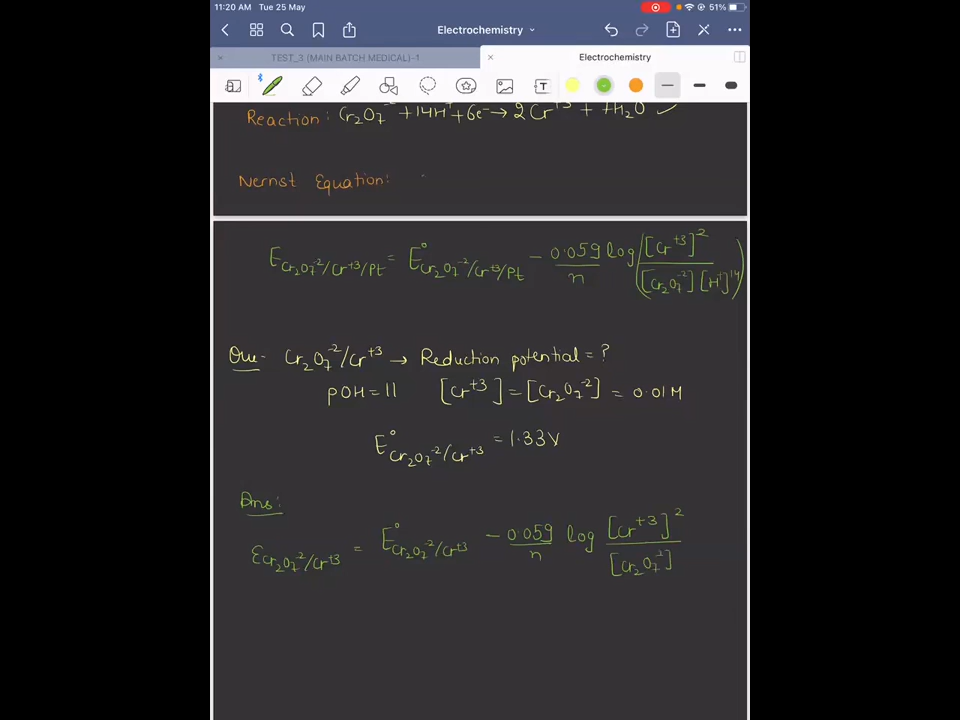 11:20 AM Tue 25 May
51%
Electrochemistry
TEST_3 (MAIN BATCH MEDICAL)-1
Electrochemistry
Reaction: Cr₂O₇⁻² + 14H⁺ + 6e⁻ → 2Cr⁺³ + 7H₂O ✓
Nernst Equation:
E Cr₂O₇⁻²/Cr⁺³/Pt = E° Cr₂O₇⁻²/Cr⁺³/Pt − 0.059/n log ([Cr⁺³]² / [Cr₂O₇⁻²][H⁺]¹⁴)
Que- Cr₂O₇⁻²/Cr⁺³ → Reduction potential = ?
pOH = 11 [Cr⁺³] = [Cr₂O₇⁻²] = 0.01M
E° Cr₂O₇⁻²/Cr⁺³ = 1.33V
Ans:
E Cr₂O₇⁻²/Cr⁺³ = E° Cr₂O₇⁻²/Cr⁺³ − 0.059/n log [Cr⁺³]² / [Cr₂O₇⁻²]